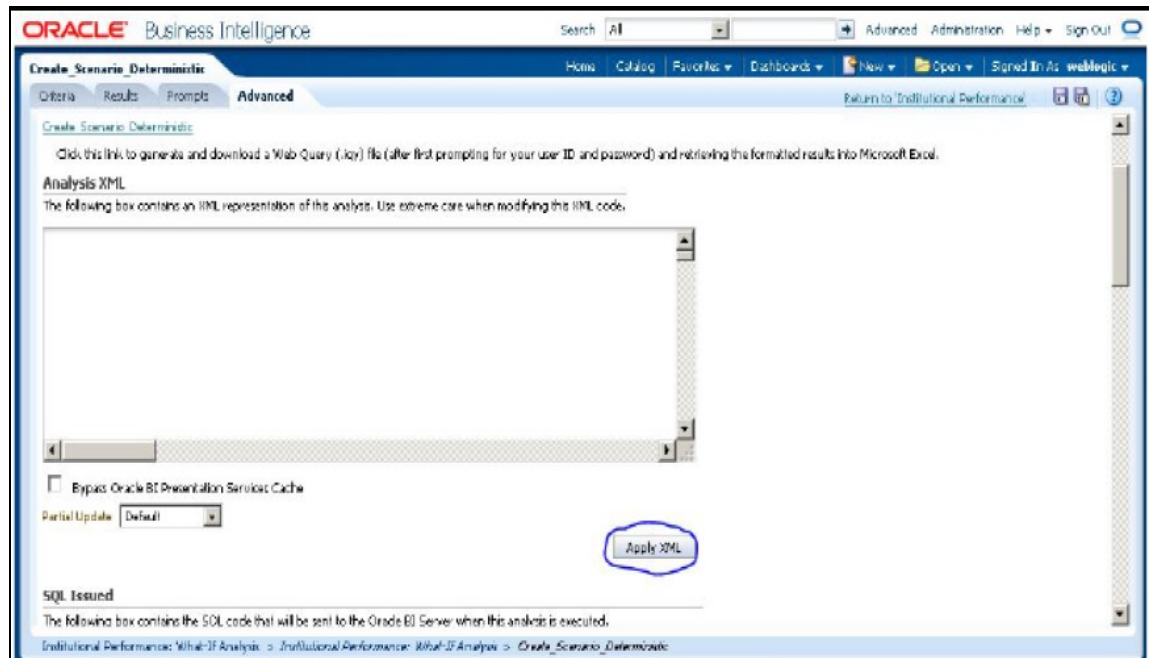 ORACLE Business Intelligence
Search All Advanced Administration Help Sign Out
Create_Scenario_Deterministic
Home Catalog Favorites Dashboards New Open Signed In As weblogic
Criteria Results Prompts Advanced
Return to 'Institutional Performance'
Create Scenario Deterministic
Click this link to generate and download a Web Query (.iqy) file (after first prompting for your user ID and password) and retrieving the formatted results into Microsoft Excel.
Analysis XML
The following box contains an XML representation of this analysis. Use extreme care when modifying this XML code.
Bypass Oracle BI Presentation Services Cache
Partial Update Default
Apply XML
SQL Issued
The following box contains the SQL code that will be sent to the Oracle BI Server when this analysis is executed.
Institutional Performance: What-If Analysis > Institutional Performance: What-If Analysis > Create_Scenario_Deterministic